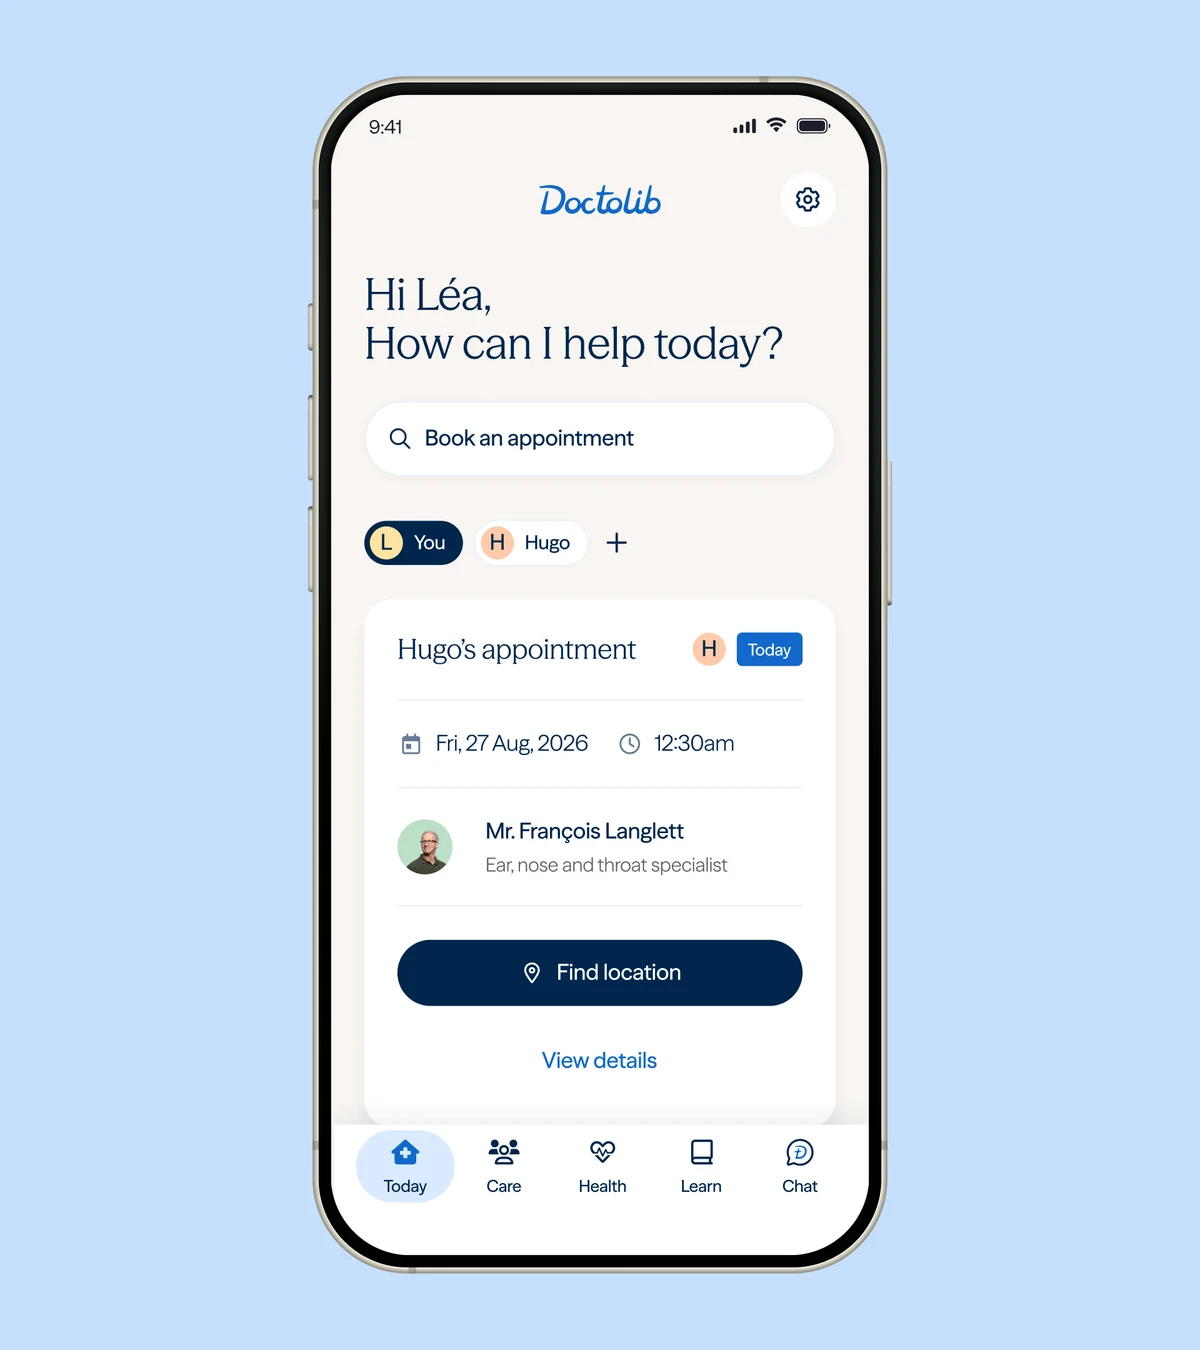 9:41
Doctolib
Hi Léa,
How can I help today?
Book an appointment
L You H Hugo
Hugo’s appointment H Today
Fri, 27 Aug, 2026 12:30am
Mr. François Langlett
Ear, nose and throat specialist
Find location
View details
Today Care Health Learn Chat